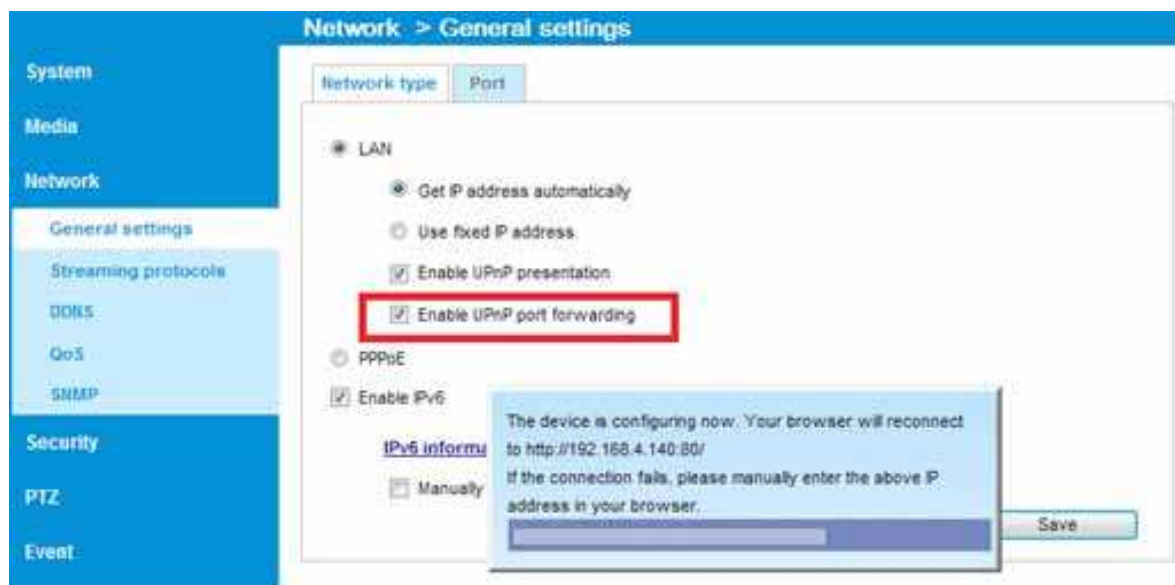 Network > General settings
System
Media
Network
General settings
Streaming protocols
DDNS
QoS
SNMP
Security
PTZ
Event
Network type
Port
LAN
Get IP address automatically
Use fixed IP address
Enable UPnP presentation
Enable UPnP port forwarding
PPPoE
Enable IPv6
IPv6 informa
Manually
The device is configuring now. Your browser will reconnect
to http://192.168.4.140:80/
If the connection fails, please manually enter the above IP
address in your browser.
Save